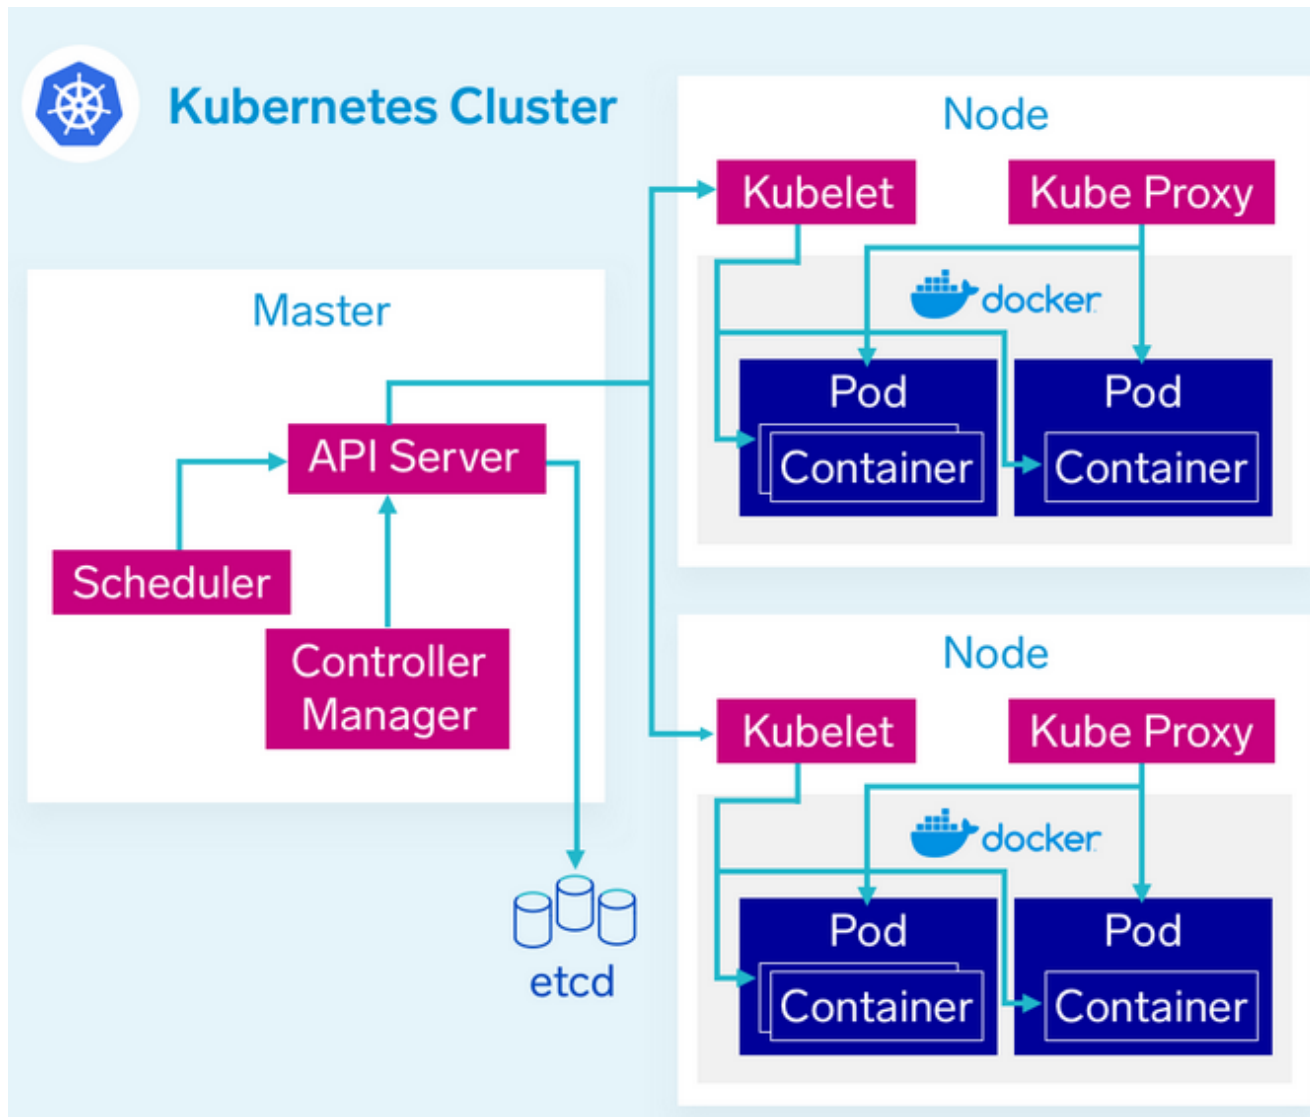 Kubernetes Cluster
Master
API Server
Scheduler
Controller
Manager
etcd
Node
Kubelet
Kube Proxy
docker
Pod
Container
Pod
Container
Node
Kubelet
Kube Proxy
docker
Pod
Container
Pod
Container